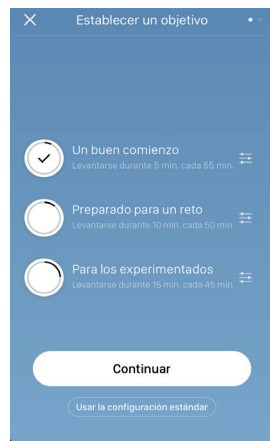 Establecer un objetivo
Un buen comienzo
Levantarse durante 5 min. cada 55 min.
Preparado para un reto
Levantarse durante 10 min. cada 50 min.
Para los experimentados
Levantarse durante 15 min. cada 45 min.
Continuar
Usar la configuración estándar